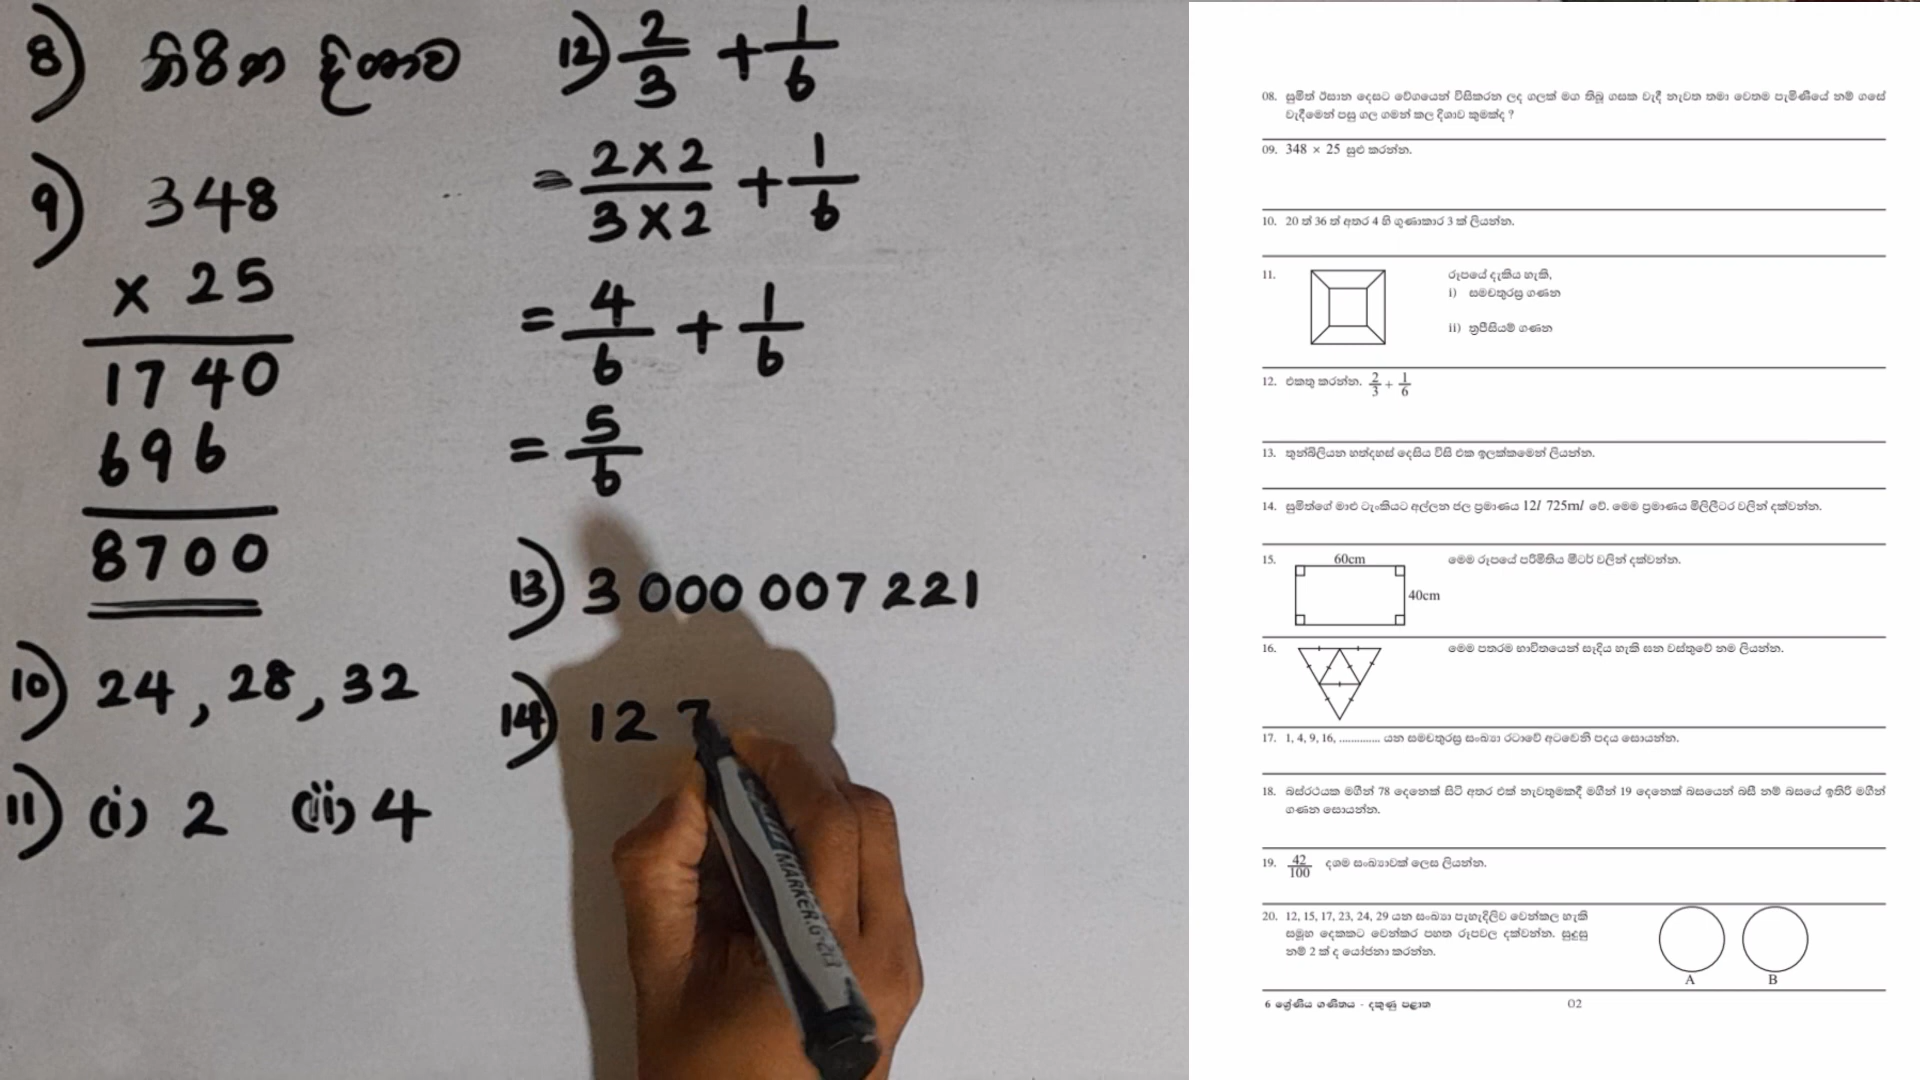 8) නිරිත දිශාව
9) 348
× 25
1740
696
8700
10) 24, 28, 32
11) (i) 2 (ii) 4
12) 2/3 + 1/6
= 2×2/3×2 + 1/6
= 4/6 + 1/6
= 5/6
13) 3 000 007 221
14) 12 7
MARKER
08. සුමිත් ඊසාන දෙසට වේගයෙන් විසිකරන ලද ගලක් මග තිබූ ගසක වැදී නැවත තමා වෙතම පැමිණියේ නම් ගසේ
වැදීමෙන් පසු ගල ගමන් කල දිශාව කුමක්ද ?
09. 348 × 25 සුළු කරන්න.
10. 20 ත් 36 ත් අතර 4 හි ගුණාකාර 3 ක් ලියන්න.
11. රූපයේ දැකිය හැකි,
i) සමචතුරස්‍ර ගණන
ii) ත්‍රපීසියම් ගණන
12. එකතු කරන්න. 2/3 + 1/6
13. තුන්බිලියන හත්දහස් දෙසිය විසි එක ඉලක්කමෙන් ලියන්න.
14. සුමිත්ගේ මාළු ටැංකියට අල්ලන ජල ප්‍රමාණය 12l 725ml වේ. මෙම ප්‍රමාණය මිලිලීටර වලින් දක්වන්න.
15. 60cm මෙම රූපයේ පරිමිතිය මීටර් වලින් දක්වන්න.
40cm
16. මෙම පතරම භාවිතයෙන් සෑදිය හැකි ඝන වස්තුවේ නම ලියන්න.
17. 1, 4, 9, 16, .............. යන සමචතුරස්‍ර සංඛ්‍යා රටාවේ අටවෙනි පදය සොයන්න.
18. බස්රථයක මගීන් 78 දෙනෙක් සිටි අතර එක් නැවතුමකදී මගීන් 19 දෙනෙක් බසයෙන් බසී නම් බසයේ ඉතිරි මගීන්
ගණන සොයන්න.
19. 42/100 දශම සංඛ්‍යාවක් ලෙස ලියන්න.
20. 12, 15, 17, 23, 24, 29 යන සංඛ්‍යා පැහැදිලිව වෙන්කල හැකි
සමූහ දෙකකට වෙන්කර පහත රූපවල දක්වන්න. සුදුසු
නම් 2 ක් ද යෝජනා කරන්න.
A B
6 ශ්‍රේණිය ගණිතය - දකුණු පළාත 02